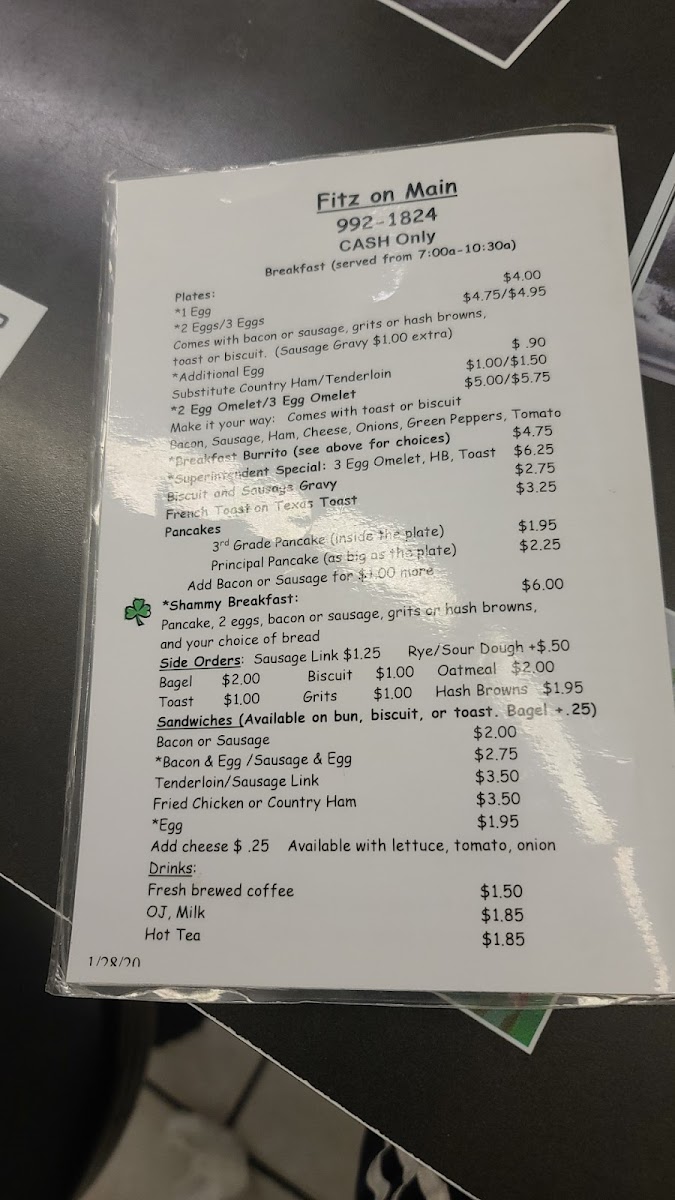 Fitz on Main
992-1824
CASH Only
Breakfast (served from 7:00a-10:30a)
Plates:
*1 Egg $4.00
*2 Eggs/3 Eggs $4.75/$4.95
Comes with bacon or sausage, grits or hash browns,
toast or biscuit. (Sausage Gravy $1.00 extra)
*Additional Egg $ .90
Substitute Country Ham/Tenderloin $1.00/$1.50
*2 Egg Omelet/3 Egg Omelet $5.00/$5.75
Make it your way: Comes with toast or biscuit
Bacon, Sausage, Ham, Cheese, Onions, Green Peppers, Tomato
*Breakfast Burrito (see above for choices) $4.75
*Superintendent Special: 3 Egg Omelet, HB, Toast $6.25
Biscuit and Sausage Gravy $2.75
French Toast on Texas Toast $3.25
Pancakes
3rd Grade Pancake (inside the plate) $1.95
Principal Pancake (as big as the plate) $2.25
Add Bacon or Sausage for $1.00 more
*Shammy Breakfast: $6.00
Pancake, 2 eggs, bacon or sausage, grits or hash browns,
and your choice of bread
Side Orders: Sausage Link $1.25 Rye/Sour Dough +$.50
Bagel $2.00 Biscuit $1.00 Oatmeal $2.00
Toast $1.00 Grits $1.00 Hash Browns $1.95
Sandwiches (Available on bun, biscuit, or toast. Bagel +.25)
Bacon or Sausage $2.00
*Bacon & Egg /Sausage & Egg $2.75
Tenderloin/Sausage Link $3.50
Fried Chicken or Country Ham $3.50
*Egg $1.95
Add cheese $ .25 Available with lettuce, tomato, onion
Drinks:
Fresh brewed coffee $1.50
OJ, Milk $1.85
Hot Tea $1.85
1/28/20